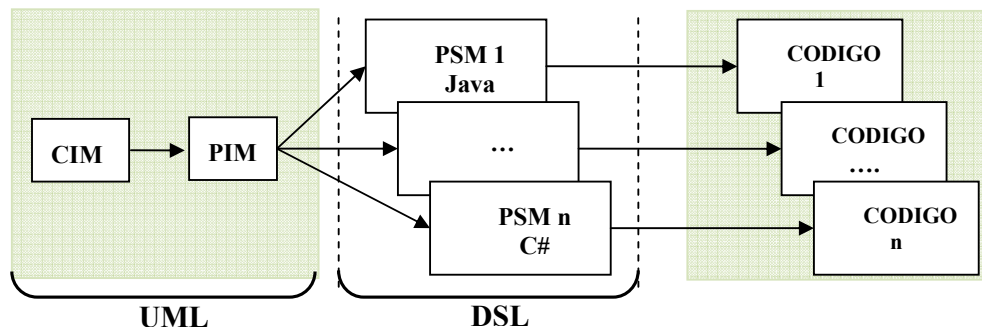 CIM
PIM
PSM 1
Java
…
PSM n
C#
CODIGO
1
CODIGO
….
CODIGO
n
UML
DSL